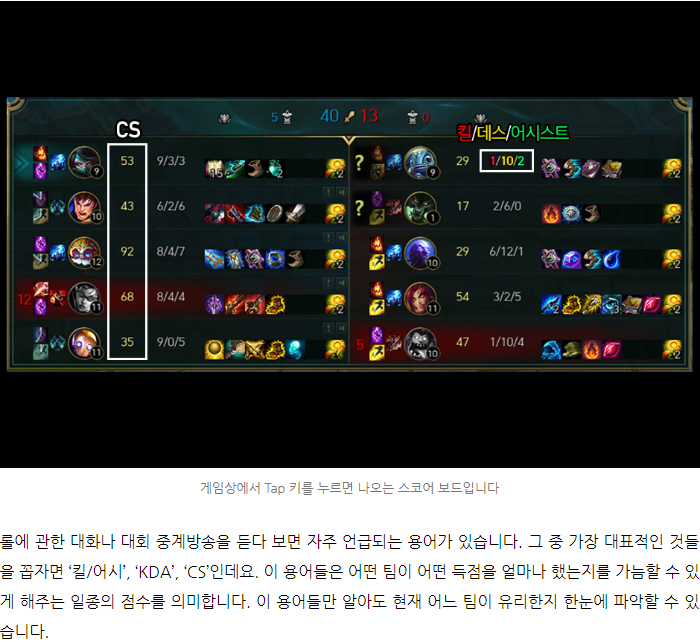 5 40 13 0
CS 킬/데스/어시스트
9 53 9/3/3 15 2 2 ? 9 29 1/10/2 2
10 43 6/2/6 2 ? 1 17 2/6/0 2
12 92 8/4/7 2 10 29 6/12/1 2
12 11 68 8/4/4 2 11 54 3/2/5 2 2
11 35 9/0/5 2 5 10 47 1/10/4 2
게임상에서 Tap 키를 누르면 나오는 스코어 보드입니다
롤에 관한 대화나 대회 중계방송을 듣다 보면 자주 언급되는 용어가 있습니다. 그 중 가장 대표적인 것들
을 꼽자면 ‘킬/어시’, ‘KDA’, ‘CS’인데요. 이 용어들은 어떤 팀이 어떤 득점을 얼마나 했는지를 가늠할 수 있
게 해주는 일종의 점수를 의미합니다. 이 용어들만 알아도 현재 어느 팀이 유리한지 한눈에 파악할 수 있
습니다.